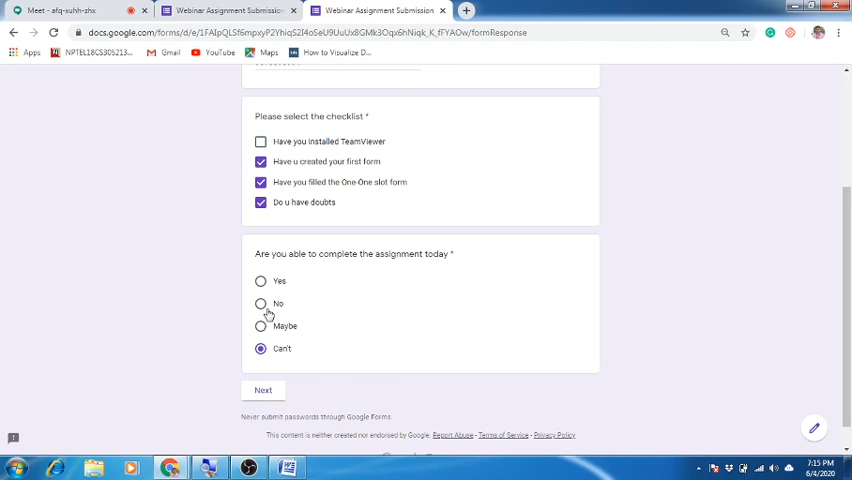 Meet - afq-xuhh-zhx
Webinar Assignment Submission
Webinar Assignment Submission
docs.google.com/forms/d/e/1FAIpQLSf6mpxyP2YhiqS2I4oSeU9UuUx8GMk3Oqx6hNiqk_K_fFYAOw/formResponse
Apps NPTEL18CS30S213... Gmail YouTube Maps How to Visualize D...
Please select the checklist *
Have you installed TeamViewer
Have u created your first form
Have you filled the One-One slot form
Do u have doubts
Are you able to complete the assignment today *
Yes
No
Maybe
Can't
Next
Never submit passwords through Google Forms.
This content is neither created nor endorsed by Google. Report Abuse - Terms of Service - Privacy Policy
7:15 PM
6/4/2020